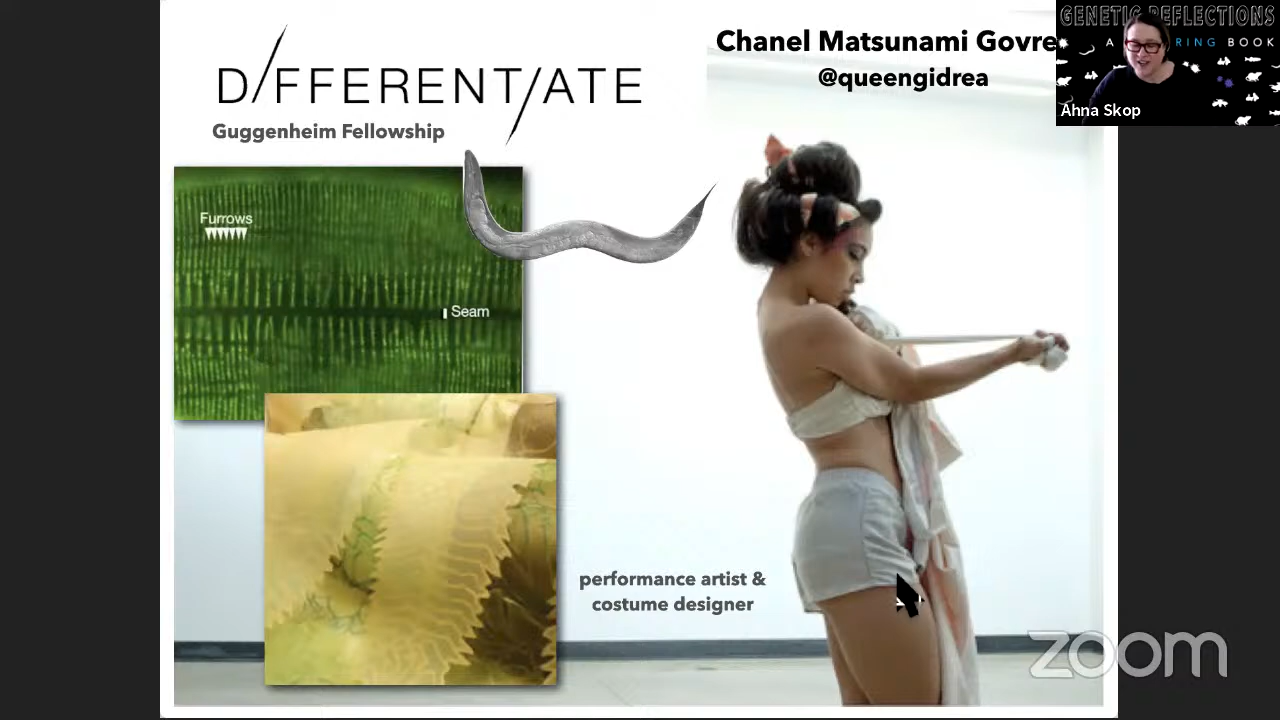 D/FFERENT/ATE
Guggenheim Fellowship
Chanel Matsunami Govre
@queengidrea
Furrows
Seam
performance artist &
costume designer
GENETIC REFLECTIONS
A RING BOOK
Ahna Skop
zoom